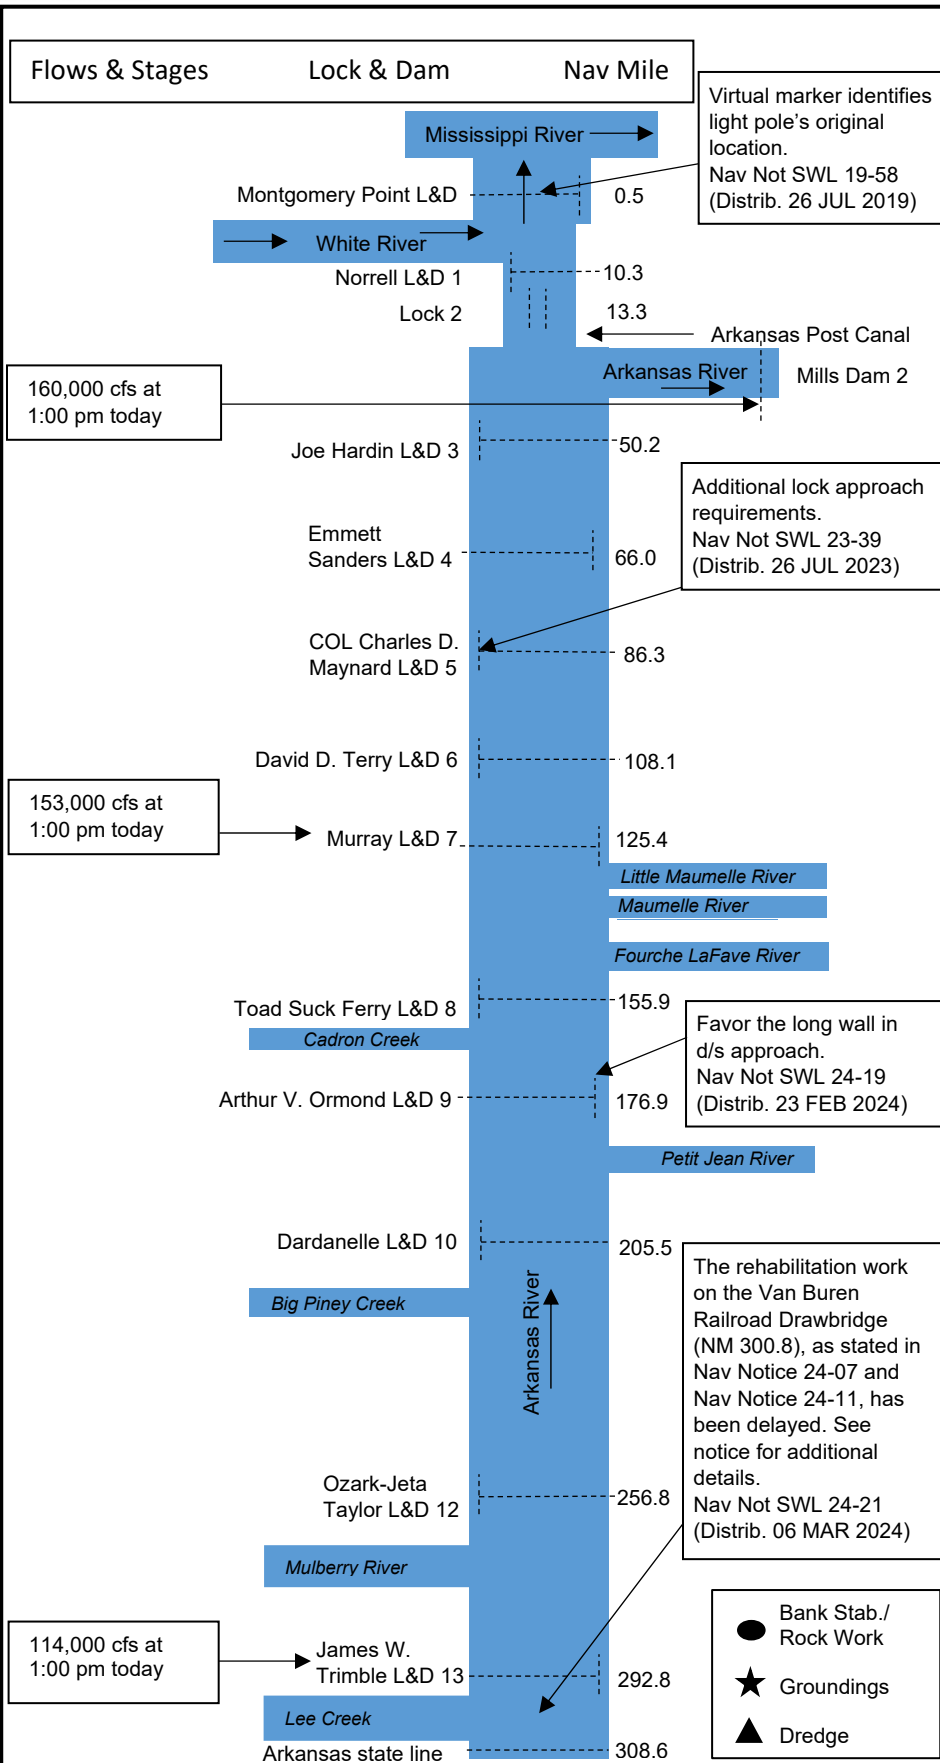 Flows & Stages
Lock & Dam
Nav Mile
Virtual marker identifies
light pole's original
location.
Nav Not SWL 19-58
(Distrib. 26 JUL 2019)
Mississippi River
Montgomery Point L&D
0.5
White River
Norrell L&D 1
10.3
Lock 2
13.3
Arkansas Post Canal
Arkansas River
Mills Dam 2
160,000 cfs at
1:00 pm today
Joe Hardin L&D 3
50.2
Additional lock approach
requirements.
Nav Not SWL 23-39
(Distrib. 26 JUL 2023)
Emmett
Sanders L&D 4
66.0
COL Charles D.
Maynard L&D 5
86.3
David D. Terry L&D 6
108.1
153,000 cfs at
1:00 pm today
Murray L&D 7
125.4
Little Maumelle River
Maumelle River
Fourche LaFave River
Toad Suck Ferry L&D 8
155.9
Cadron Creek
Favor the long wall in
d/s approach.
Nav Not SWL 24-19
(Distrib. 23 FEB 2024)
Arthur V. Ormond L&D 9
176.9
Petit Jean River
Dardanelle L&D 10
205.5
Big Piney Creek
Arkansas River
The rehabilitation work
on the Van Buren
Railroad Drawbridge
(NM 300.8), as stated in
Nav Notice 24-07 and
Nav Notice 24-11, has
been delayed. See
notice for additional
details.
Nav Not SWL 24-21
(Distrib. 06 MAR 2024)
Ozark-Jeta
Taylor L&D 12
256.8
Mulberry River
114,000 cfs at
1:00 pm today
James W.
Trimble L&D 13
292.8
Lee Creek
Arkansas state line
308.6
Bank Stab./
Rock Work
Groundings
Dredge